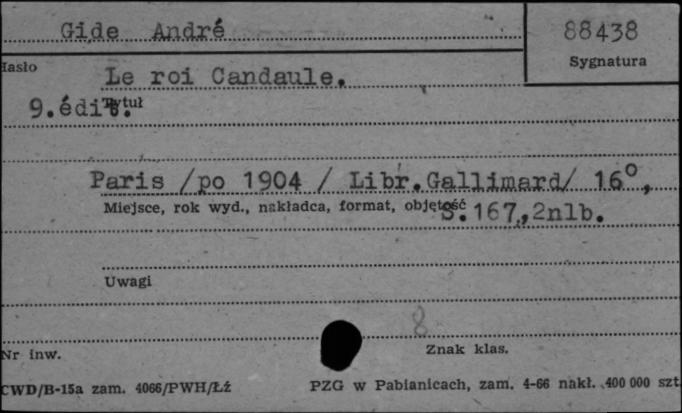 Gide André
88438
Hasło
Sygnatura
Le roi Candaule.
Tytuł
9.édit.
Paris /po 1904 / Libr.Gallimard/ 16°,
Miejsce, rok wyd., nakładca, format, objętość
S.167,,2nlb.
Uwagi
8
Nr inw.
Znak klas.
CWD/B-15a zam. 4066/PWH/Łź
PZG w Pabianicach, zam. 4-66 nakł. 400 000 szt.